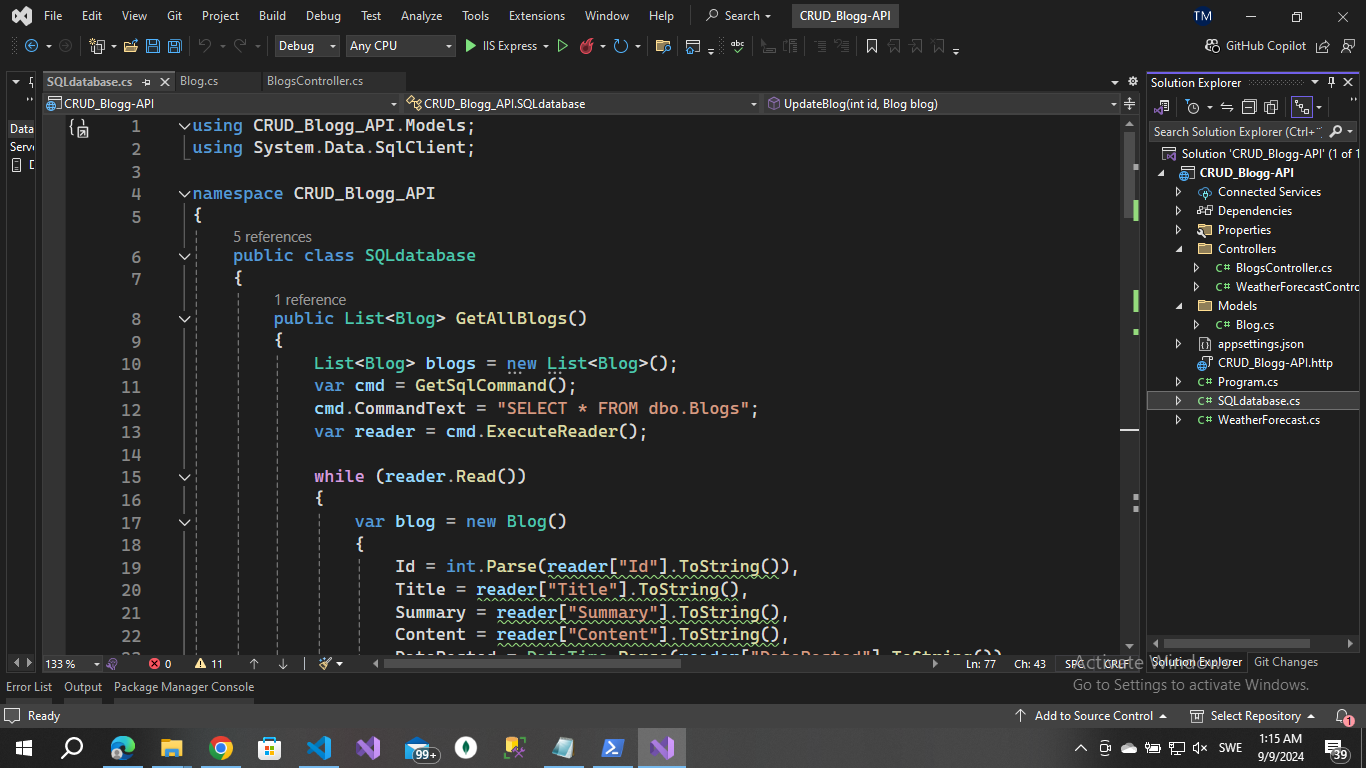 File Edit View Git Project Build Debug Test Analyze Tools Extensions Window Help Search CRUD_Blogg-API TM
Debug Any CPU IIS Express GitHub Copilot
SQLdatabase.cs Blog.cs BlogsController.cs
CRUD_Blogg-API CRUD_Blogg_API.SQLdatabase UpdateBlog(int id, Blog blog)
Data
Serve
1 using CRUD_Blogg_API.Models;
2 using System.Data.SqlClient;
3
4 namespace CRUD_Blogg_API
5 {
5 references
6 public class SQLdatabase
7 {
1 reference
8 public List<Blog> GetAllBlogs()
9 {
10 List<Blog> blogs = new List<Blog>();
11 var cmd = GetSqlCommand();
12 cmd.CommandText = "SELECT * FROM dbo.Blogs";
13 var reader = cmd.ExecuteReader();
14
15 while (reader.Read())
16 {
17 var blog = new Blog()
18 {
19 Id = int.Parse(reader["Id"].ToString()),
20 Title = reader["Title"].ToString(),
21 Summary = reader["Summary"].ToString(),
22 Content = reader["Content"].ToString(),
DatePosted = DateTime.Parse(reader["DatePosted"].ToString())
133 % 0 11 Ln: 77 Ch: 43 SPC CRLF
Solution Explorer
Search Solution Explorer (Ctrl+
Solution 'CRUD_Blogg-API' (1 of 1
CRUD_Blogg-API
Connected Services
Dependencies
Properties
Controllers
C# BlogsController.cs
C# WeatherForecastContro
Models
C# Blog.cs
appsettings.json
CRUD_Blogg-API.http
C# Program.cs
C# SQLdatabase.cs
C# WeatherForecast.cs
Solution Explorer Git Changes
Activate Windows
Go to Settings to activate Windows.
Error List Output Package Manager Console
Ready Add to Source Control Select Repository 1
99+ SWE 1:15 AM
9/9/2024 39